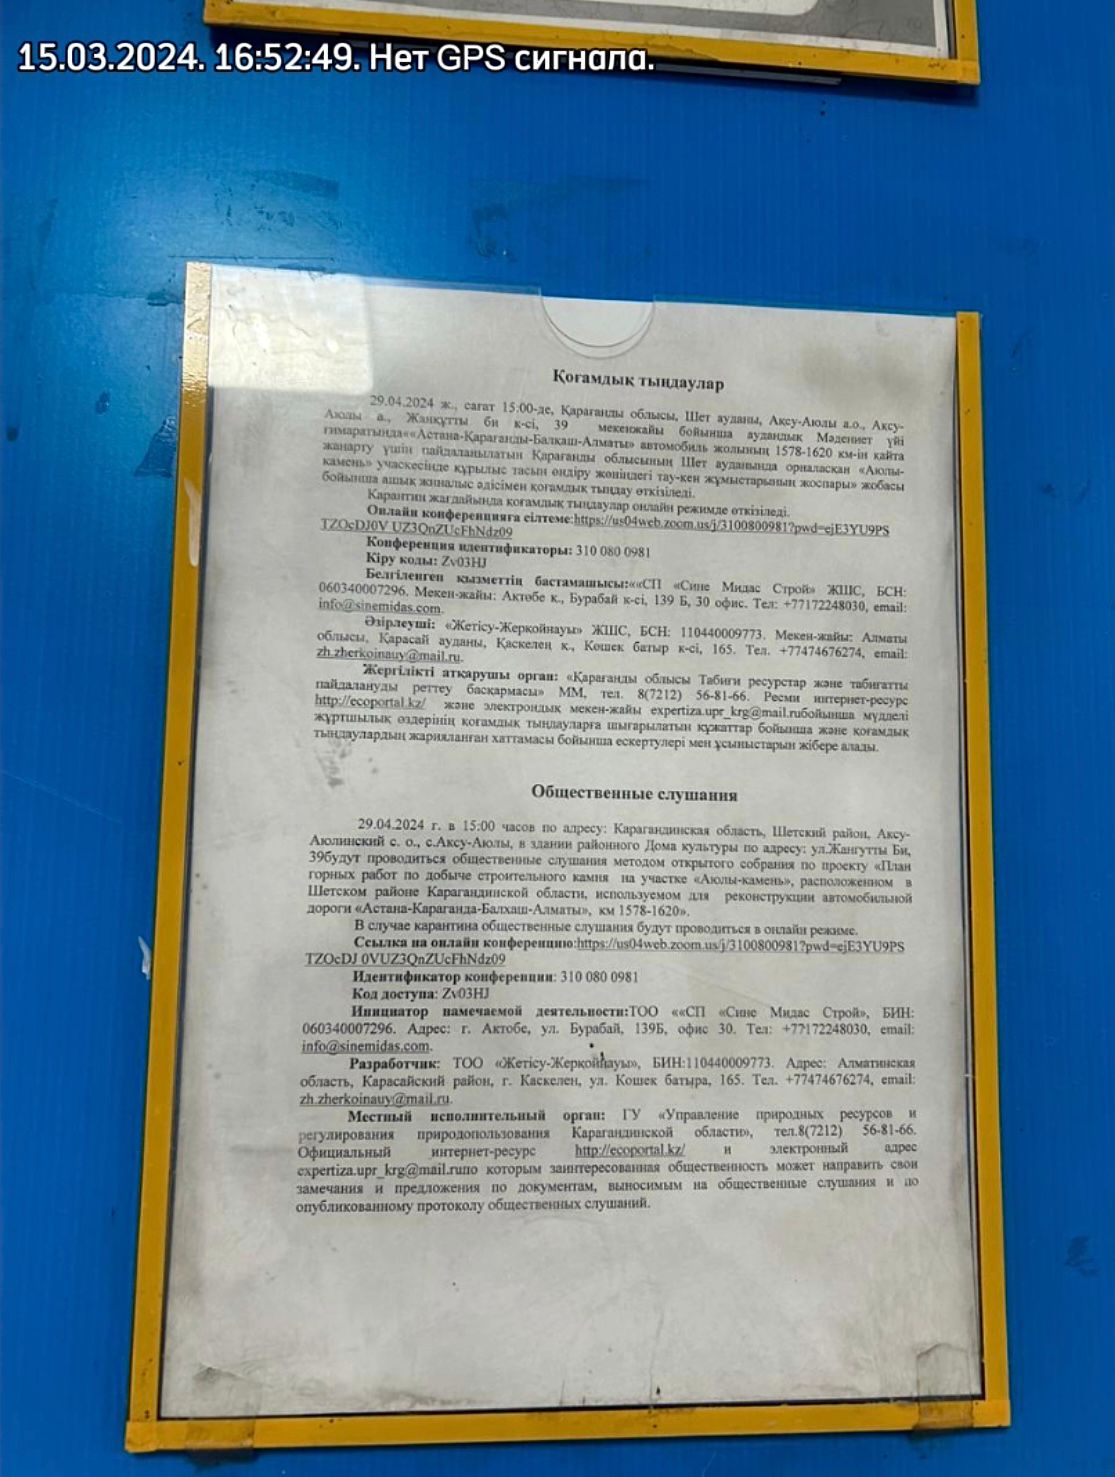 15.03.2024. 16:52:49. Нет GPS сигнала.
Қоғамдық тыңдаулар
29.04.2024 ж., сағат 15:00-де, Қарағанды облысы, Шет ауданы, Ақсу-Аюлы а.о., Ақсу-
Аюлы а., Жанқұтты би к-сі, 39 мекенжайы бойынша аудандық Мәдениет үйі
ғимаратында««Астана-Қарағанды-Балқаш-Алматы» автомобиль жолының 1578-1620 км-ін қайта
жаңарту үшін пайдаланылатын Қарағанды облысының Шет ауданында орналасқан «Аюлы-
камень» учаскесінде құрылыс тасын өндіру жөніндегі тау-кен жұмыстарының жоспары» жобасы
бойынша ашық жиналыс әдісімен қоғамдық тыңдау өткізіледі.
Карантин жағдайында қоғамдық тыңдаулар онлайн режимде өткізіледі.
Онлайн конференцияға сілтеме:https://us04web.zoom.us/j/3100800981?pwd=ejE3YU9PS
TZOcDJ0V UZ3QnZUcFhNdz09
Конференция идентификаторы: 310 080 0981
Кіру коды: Zv03HJ
Белгіленген қызметтің бастамашысы:««СП «Сине Мидас Строй» ЖШС, БСН:
060340007296. Мекен-жайы: Ақтөбе қ., Бурабай к-сі, 139 Б, 30 офис. Тел: +77172248030, email:
info@sinemidas.com.
Әзірлеуші: «Жетісу-Жерқойнауы» ЖШС, БСН: 110440009773. Мекен-жайы: Алматы
облысы, Қарасай ауданы, Қаскелең қ., Көшек батыр к-сі, 165. Тел. +77474676274, email:
zh.zherkoinauy@mail.ru.
Жергілікті атқарушы орган: «Қарағанды облысы Табиғи ресурстар және табиғатты
пайдалануды реттеу басқармасы» ММ, тел. 8(7212) 56-81-66. Ресми интернет-ресурс
http://ecoportal.kz/ және электрондық мекен-жайы expertiza.upr_krg@mail.ruбойынша мүдделі
жұртшылық өздерінің қоғамдық тыңдауларға шығарылатын құжаттар бойынша және қоғамдық
тыңдаулардың жарияланған хаттамасы бойынша ескертулері мен ұсыныстарын жібере алады.
Общественные слушания
29.04.2024 г. в 15:00 часов по адресу: Карагандинская область, Шетский район, Аксу-
Аюлинский с. о., с.Аксу-Аюлы, в здании районного Дома культуры по адресу: ул.Жангутты Би,
39будут проводиться общественные слушания методом открытого собрания по проекту «План
горных работ по добыче строительного камня на участке «Аюлы-камень», расположенном в
Шетском районе Карагандинской области, используемом для реконструкции автомобильной
дороги «Астана-Караганда-Балхаш-Алматы», км 1578-1620».
В случае карантина общественные слушания будут проводиться в онлайн режиме.
Ссылка на онлайн конференцию:https://us04web.zoom.us/j/3100800981?pwd=ejE3YU9PS
TZOcDJ 0VUZ3QnZUcFhNdz09
Идентификатор конференции: 310 080 0981
Код доступа: Zv03HJ
Инициатор намечаемой деятельности:ТОО ««СП «Сине Мидас Строй», БИН:
060340007296. Адрес: г. Актобе, ул. Бурабай, 139Б, офис 30. Тел: +77172248030, email:
info@sinemidas.com.
Разработчик: ТОО «Жетісу-Жерқойнауы», БИН:110440009773. Адрес: Алматинская
область, Карасайский район, г. Каскелен, ул. Кошек батыра, 165. Тел. +77474676274, email:
zh.zherkoinauy@mail.ru.
Местный исполнительный орган: ГУ «Управление природных ресурсов и
регулирования природопользования Карагандинской области», тел.8(7212) 56-81-66.
Официальный интернет-ресурс http://ecoportal.kz/ и электронный адрес
expertiza.upr_krg@mail.ruпо которым заинтересованная общественность может направить свои
замечания и предложения по документам, выносимым на общественные слушания и по
опубликованному протоколу общественных слушаний.